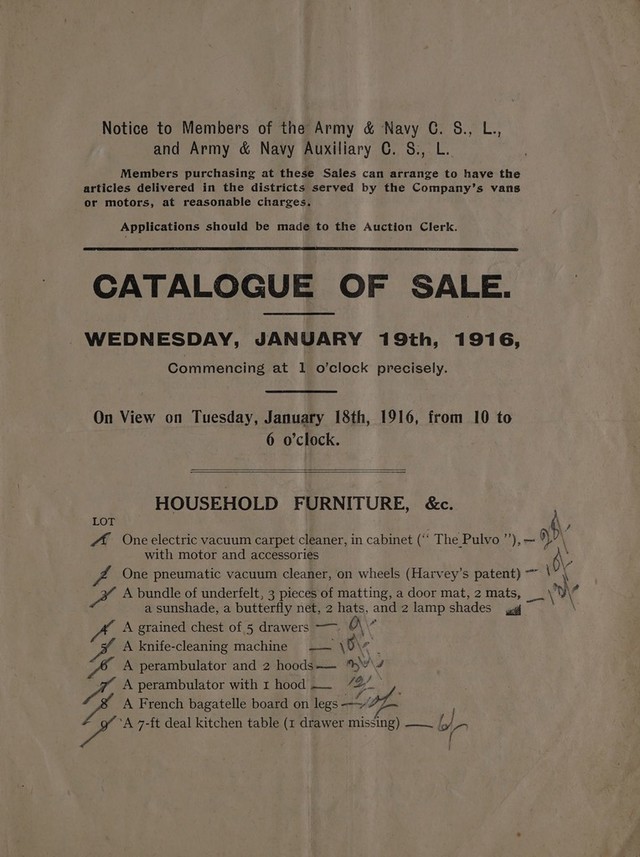 Notice to Members of the Army & Navy C. S., L.,
and Army & Navy Auxiliary C. S., L.
Members purchasing at these Sales can arrange to have the
articles delivered in the districts served by the Company's vans
or motors, at reasonable charges.
Applications should be made to the Auction Clerk.
CATALOGUE OF SALE.
WEDNESDAY, JANUARY 19th, 1916,
Commencing at 1 o'clock precisely.
On View on Tuesday, January 18th, 1916, from 10 to
6 o'clock.
HOUSEHOLD FURNITURE, &c.
LOT
One electric vacuum carpet cleaner, in cabinet (“ The Pulvo ”),
with motor and accessories
One pneumatic vacuum cleaner, on wheels (Harvey's patent)
A bundle of underfelt, 3 pieces of matting, a door mat, 2 mats,
a sunshade, a butterfly net, 2 hats, and 2 lamp shades
4 A grained chest of 5 drawers
5 A knife-cleaning machine
6 A perambulator and 2 hoods
7 A perambulator with 1 hood
8 A French bagatelle board on legs
9 A 7-ft deal kitchen table (1 drawer missing)